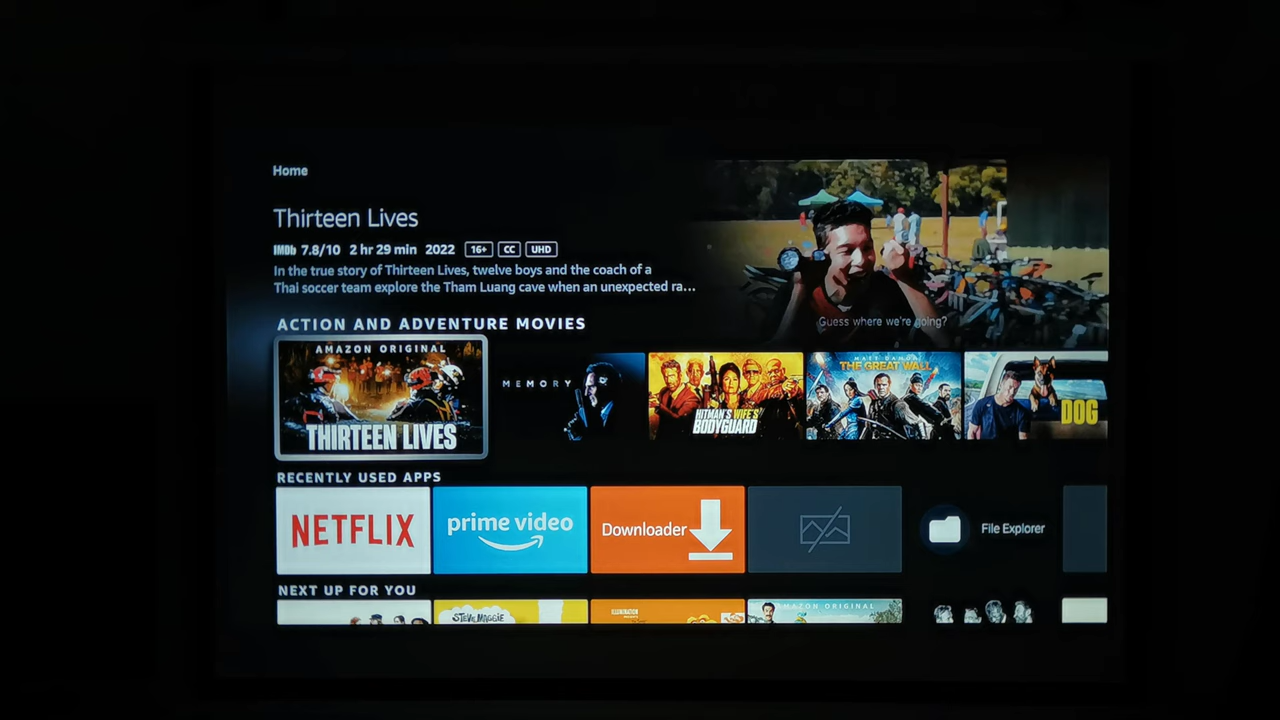 Home
Thirteen Lives
IMDb 7.8/10 2 hr 29 min 2022 16+ CC UHD
In the true story of Thirteen Lives, twelve boys and the coach of a
Thai soccer team explore the Tham Luang cave when an unexpected ra...
Guess where we're going?
ACTION AND ADVENTURE MOVIES
AMAZON ORIGINAL
THIRTEEN LIVES
MEMORY
HITMAN'S WIFE'S
BODYGUARD
MATT DAMON
THE GREAT WALL
DOG
RECENTLY USED APPS
NETFLIX
prime video
Downloader
File Explorer
NEXT UP FOR YOU
STEVE MAGGIE
AMAZON ORIGINAL